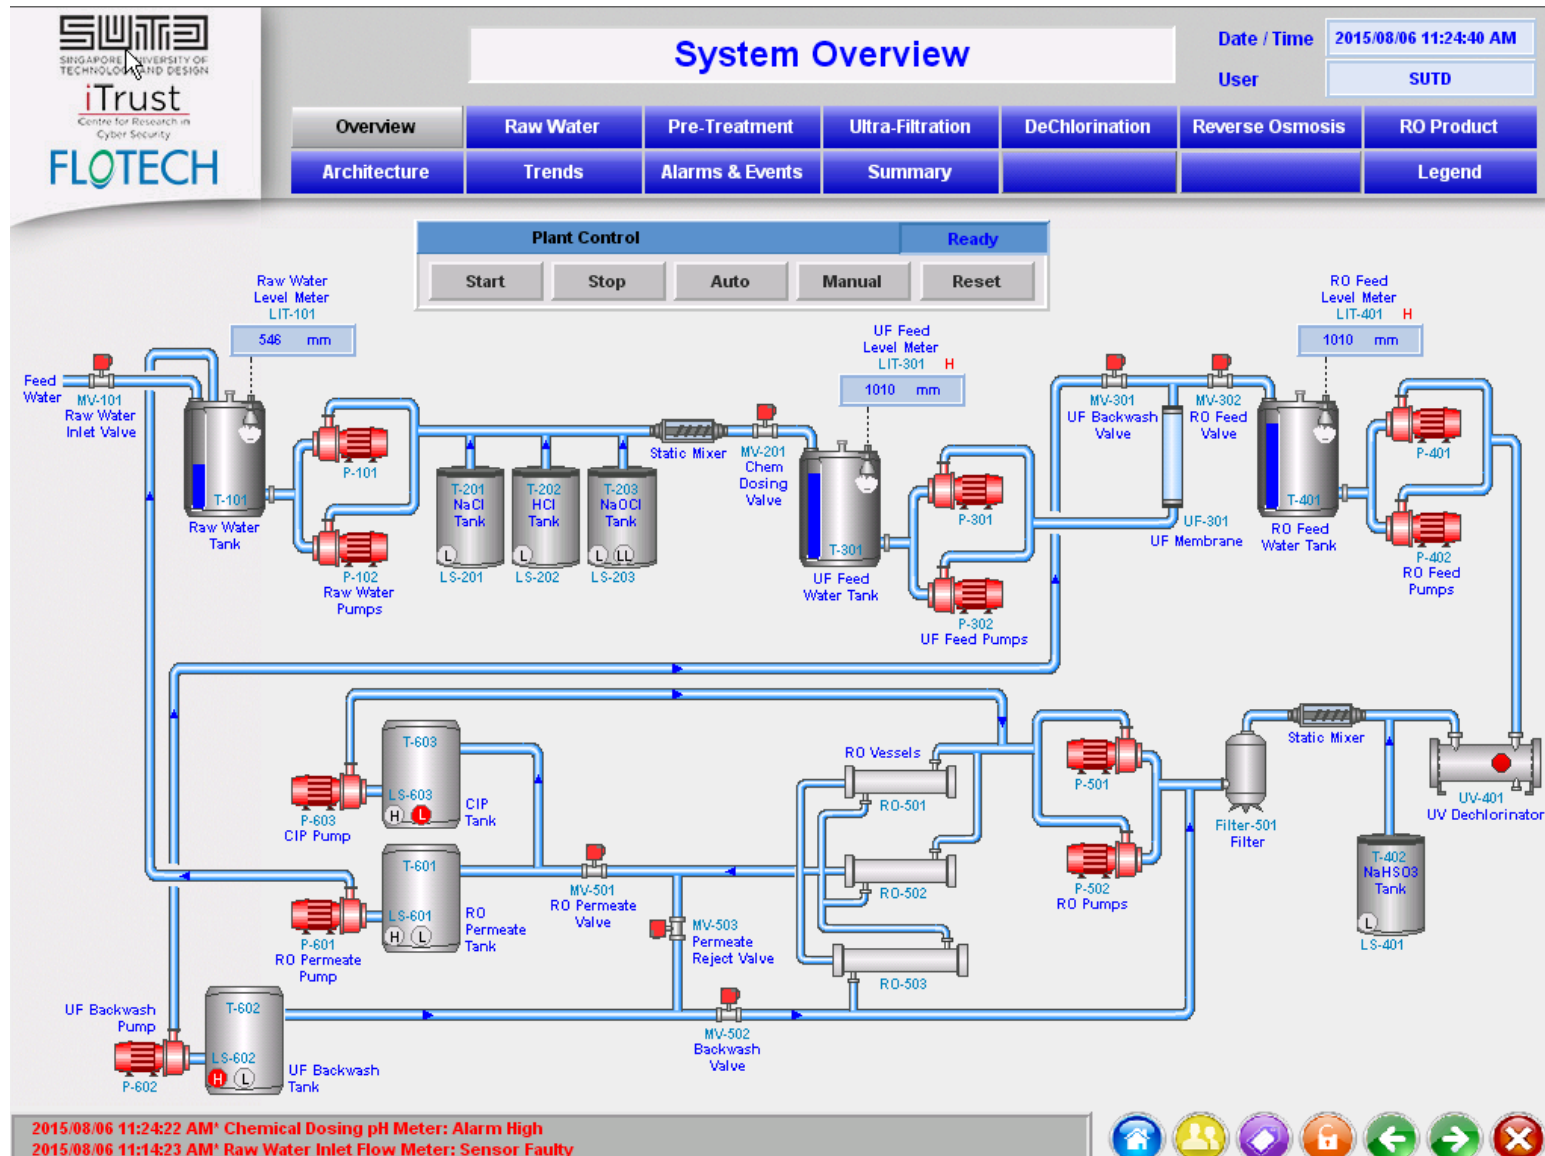 SUTD
SINGAPORE UNIVERSITY OF
TECHNOLOGY AND DESIGN
iTrust
Centre for Research in
Cyber Security
FLOTECH
System Overview
Date / Time 2015/08/06 11:24:40 AM
User SUTD
Overview Raw Water Pre-Treatment Ultra-Filtration DeChlorination Reverse Osmosis RO Product
Architecture Trends Alarms & Events Summary Legend
Plant Control Ready
Start Stop Auto Manual Reset
Raw Water
Level Meter
LIT-101
546 mm
Feed
Water
MV-101
Raw Water
Inlet Valve
T-101
Raw Water
Tank
P-101
P-102
Raw Water
Pumps
T-201
NaCl
Tank
L
LS-201
T-202
HCl
Tank
L
LS-202
T-203
NaOCl
Tank
L LL
LS-203
Static Mixer
MV-201
Chem
Dosing
Valve
UF Feed
Level Meter
LIT-301 H
1010 mm
T-301
UF Feed
Water Tank
P-301
P-302
UF Feed Pumps
MV-301
UF Backwash
Valve
MV-302
RO Feed
Valve
UF-301
UF Membrane
RO Feed
Level Meter
LIT-401 H
1010 mm
T-401
RO Feed
Water Tank
P-401
P-402
RO Feed
Pumps
T-603
LS-603
H L
CIP
Tank
P-603
CIP Pump
T-601
LS-601
H L
RO
Permeate
Tank
P-601
RO Permeate
Pump
MV-501
RO Permeate
Valve
MV-503
Permeate
Reject Valve
RO Vessels
RO-501
RO-502
RO-503
P-501
P-502
RO Pumps
Filter-501
Filter
Static Mixer
UV-401
UV Dechlorinator
T-402
NaHSO3
Tank
L
LS-401
UF Backwash
Pump
P-602
T-602
LS-602
H L
UF Backwash
Tank
MV-502
Backwash
Valve
2015/08/06 11:24:22 AM* Chemical Dosing pH Meter: Alarm High
2015/08/06 11:14:23 AM* Raw Water Inlet Flow Meter: Sensor Faulty